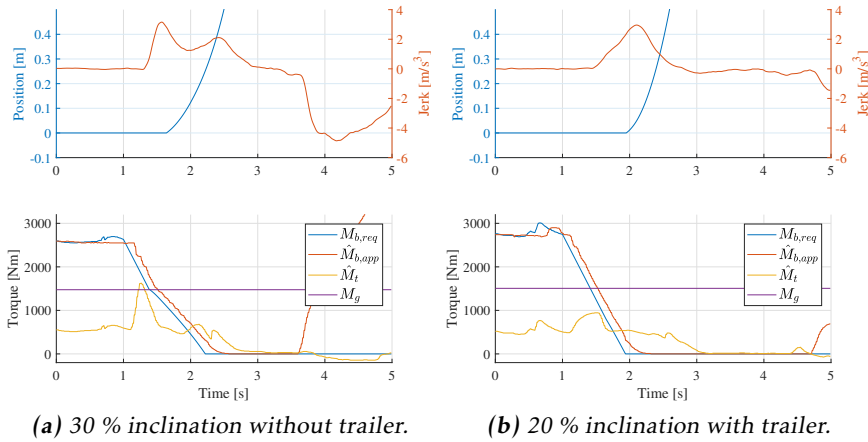 0.5
0.4
0.3
0.2
0.1
0
-0.1
Position [m]
4
2
0
-2
-4
-6
Jerk [m/s³]
0 1 2 3 4 5
0.4
0.3
0.2
0.1
0
-0.1
Position [m]
4
2
0
-2
-4
-6
Jerk [m/s³]
0 1 2 3 4 5
3000
2000
1000
0
Torque [Nm]
M_{b,req}
M̂_{b,app}
M̂_t
M_g
0 1 2 3 4 5
Time [s]
3000
2000
1000
0
Torque [Nm]
M_{b,req}
M̂_{b,app}
M̂_t
M_g
0 1 2 3 4 5
Time [s]
(a) 30 % inclination without trailer.
(b) 20 % inclination with trailer.